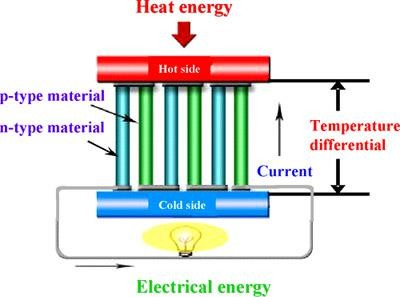 Heat energy
Hot side
p-type material
n-type material
Temperature
differential
Current
Cold side
Electrical energy